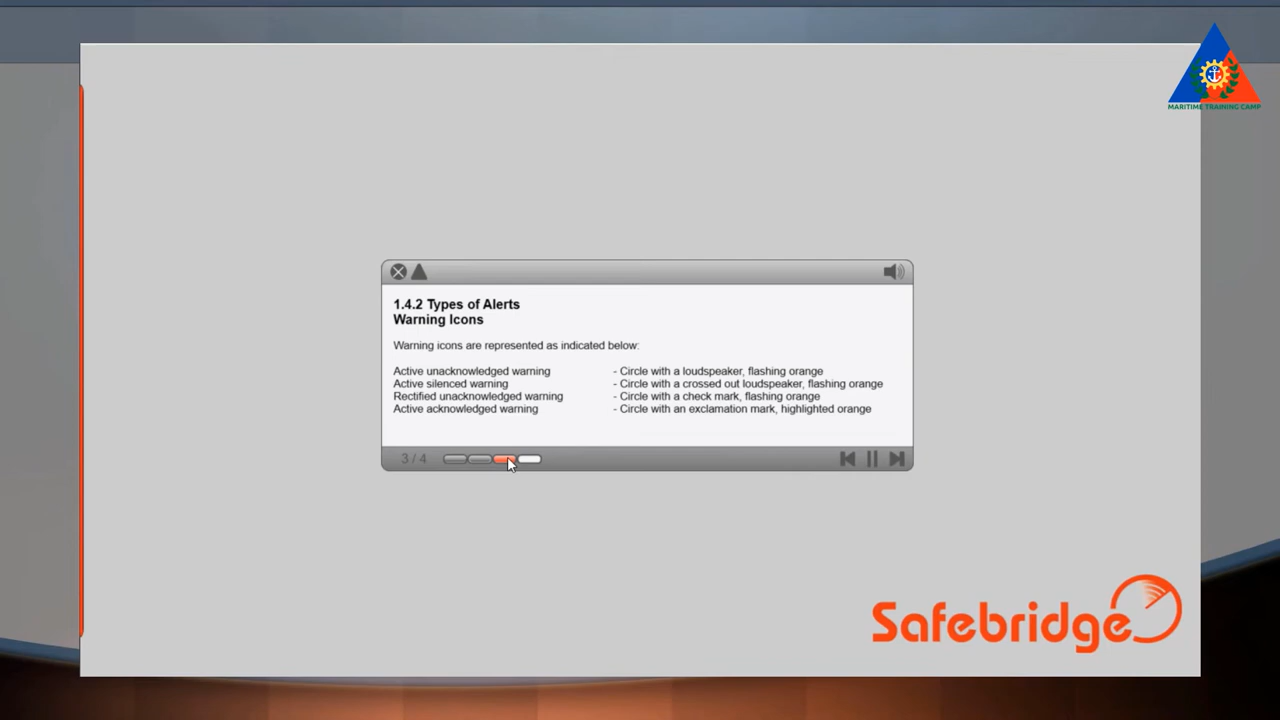 MARITIME TRAINING CAMP
1.4.2 Types of Alerts
Warning Icons
Warning icons are represented as indicated below:
Active unacknowledged warning - Circle with a loudspeaker, flashing orange
Active silenced warning - Circle with a crossed out loudspeaker, flashing orange
Rectified unacknowledged warning - Circle with a check mark, flashing orange
Active acknowledged warning - Circle with an exclamation mark, highlighted orange
3 / 4
Safebridge